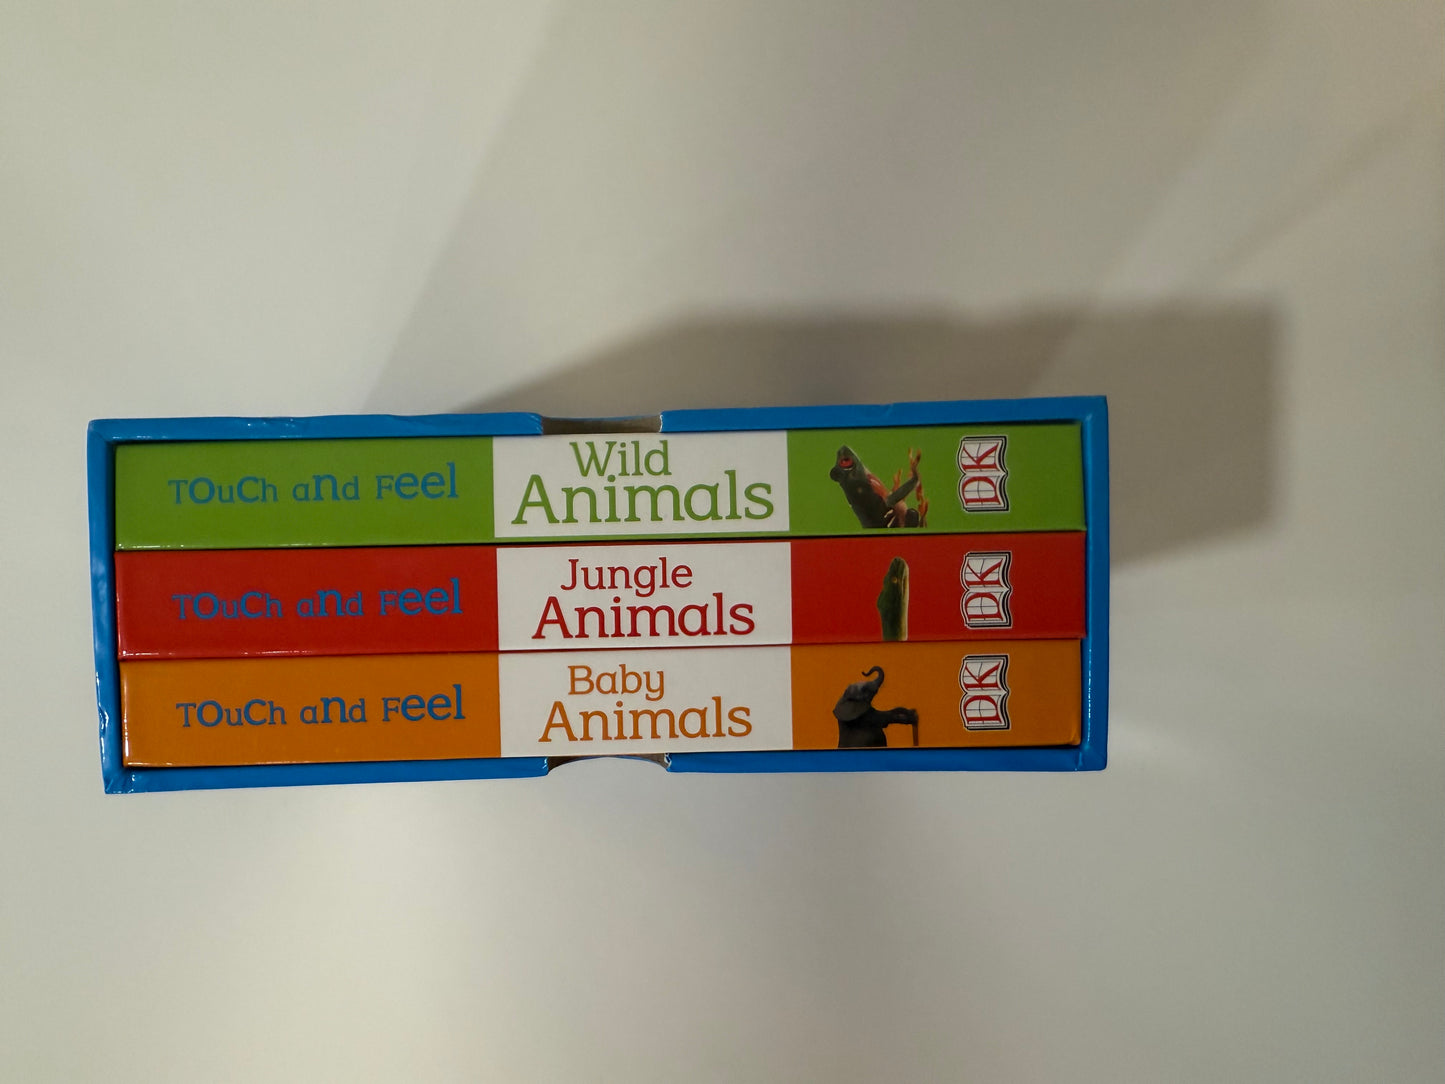 TOuCh and Feel
Wild
Animals
DK
TOuCh and Feel
Jungle
Animals
DK
TOuCh and Feel
Baby
Animals
DK